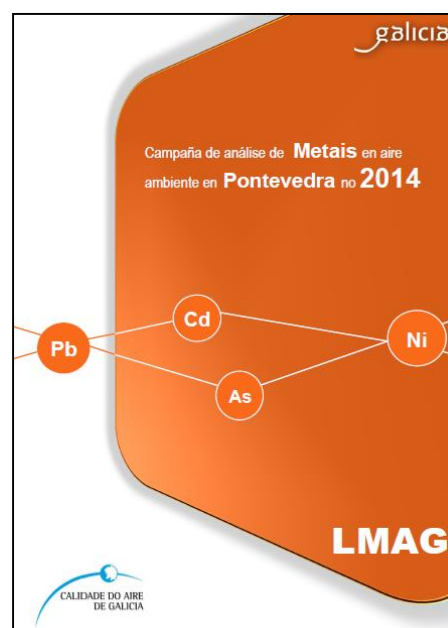 galicia
Campaña de análise de Metais en aire
ambiente en Pontevedra no 2014
Cd
Pb
Ni
As
LMAG
CALIDADE DO AIRE
DE GALICIA